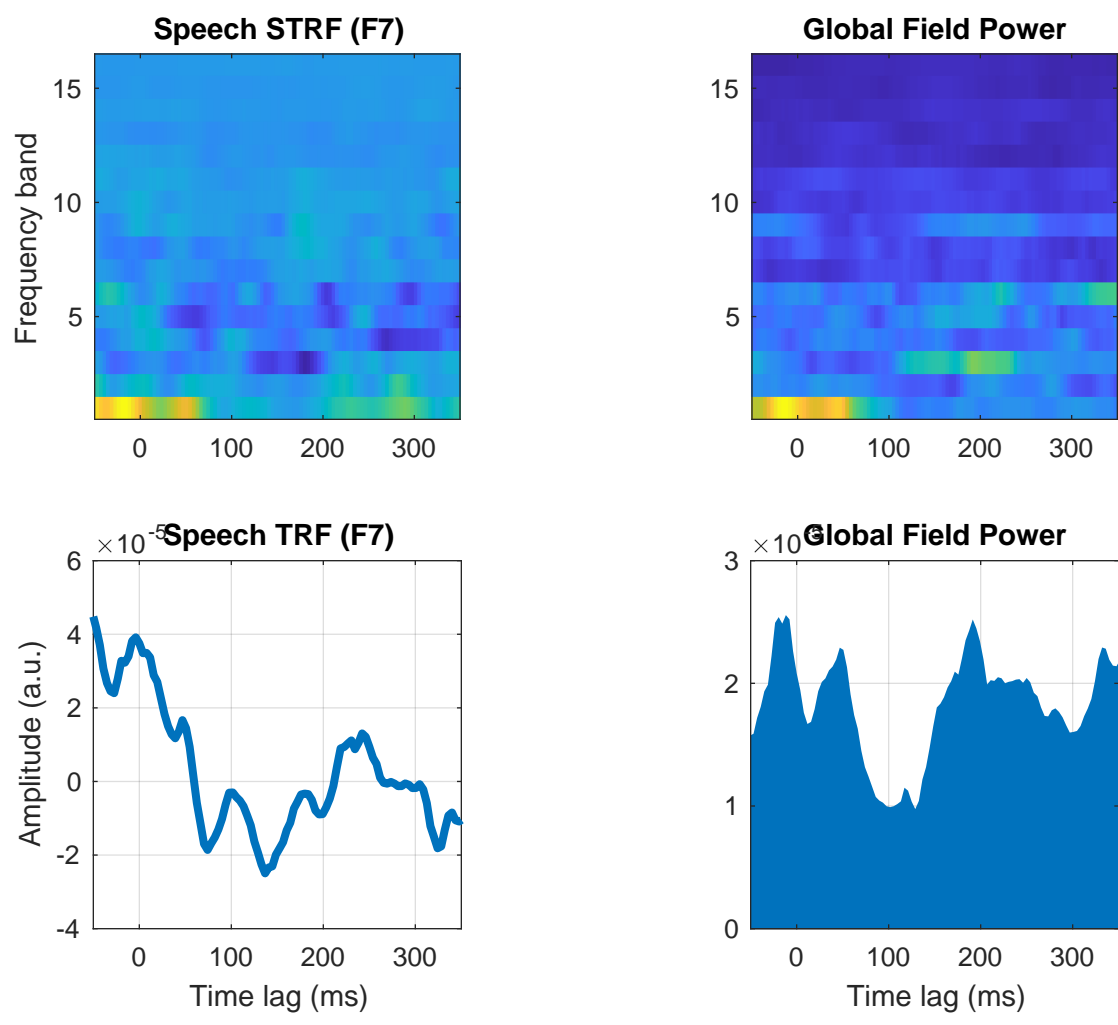 Speech STRF (F7)
Frequency band
15
10
5
0 100 200 300
Global Field Power
15
10
5
0 100 200 300
Speech TRF (F7)
×10-5
Amplitude (a.u.)
6
4
2
0
-2
-4
0 100 200 300
Time lag (ms)
Global Field Power
×10
3
2
1
0
0 100 200 300
Time lag (ms)